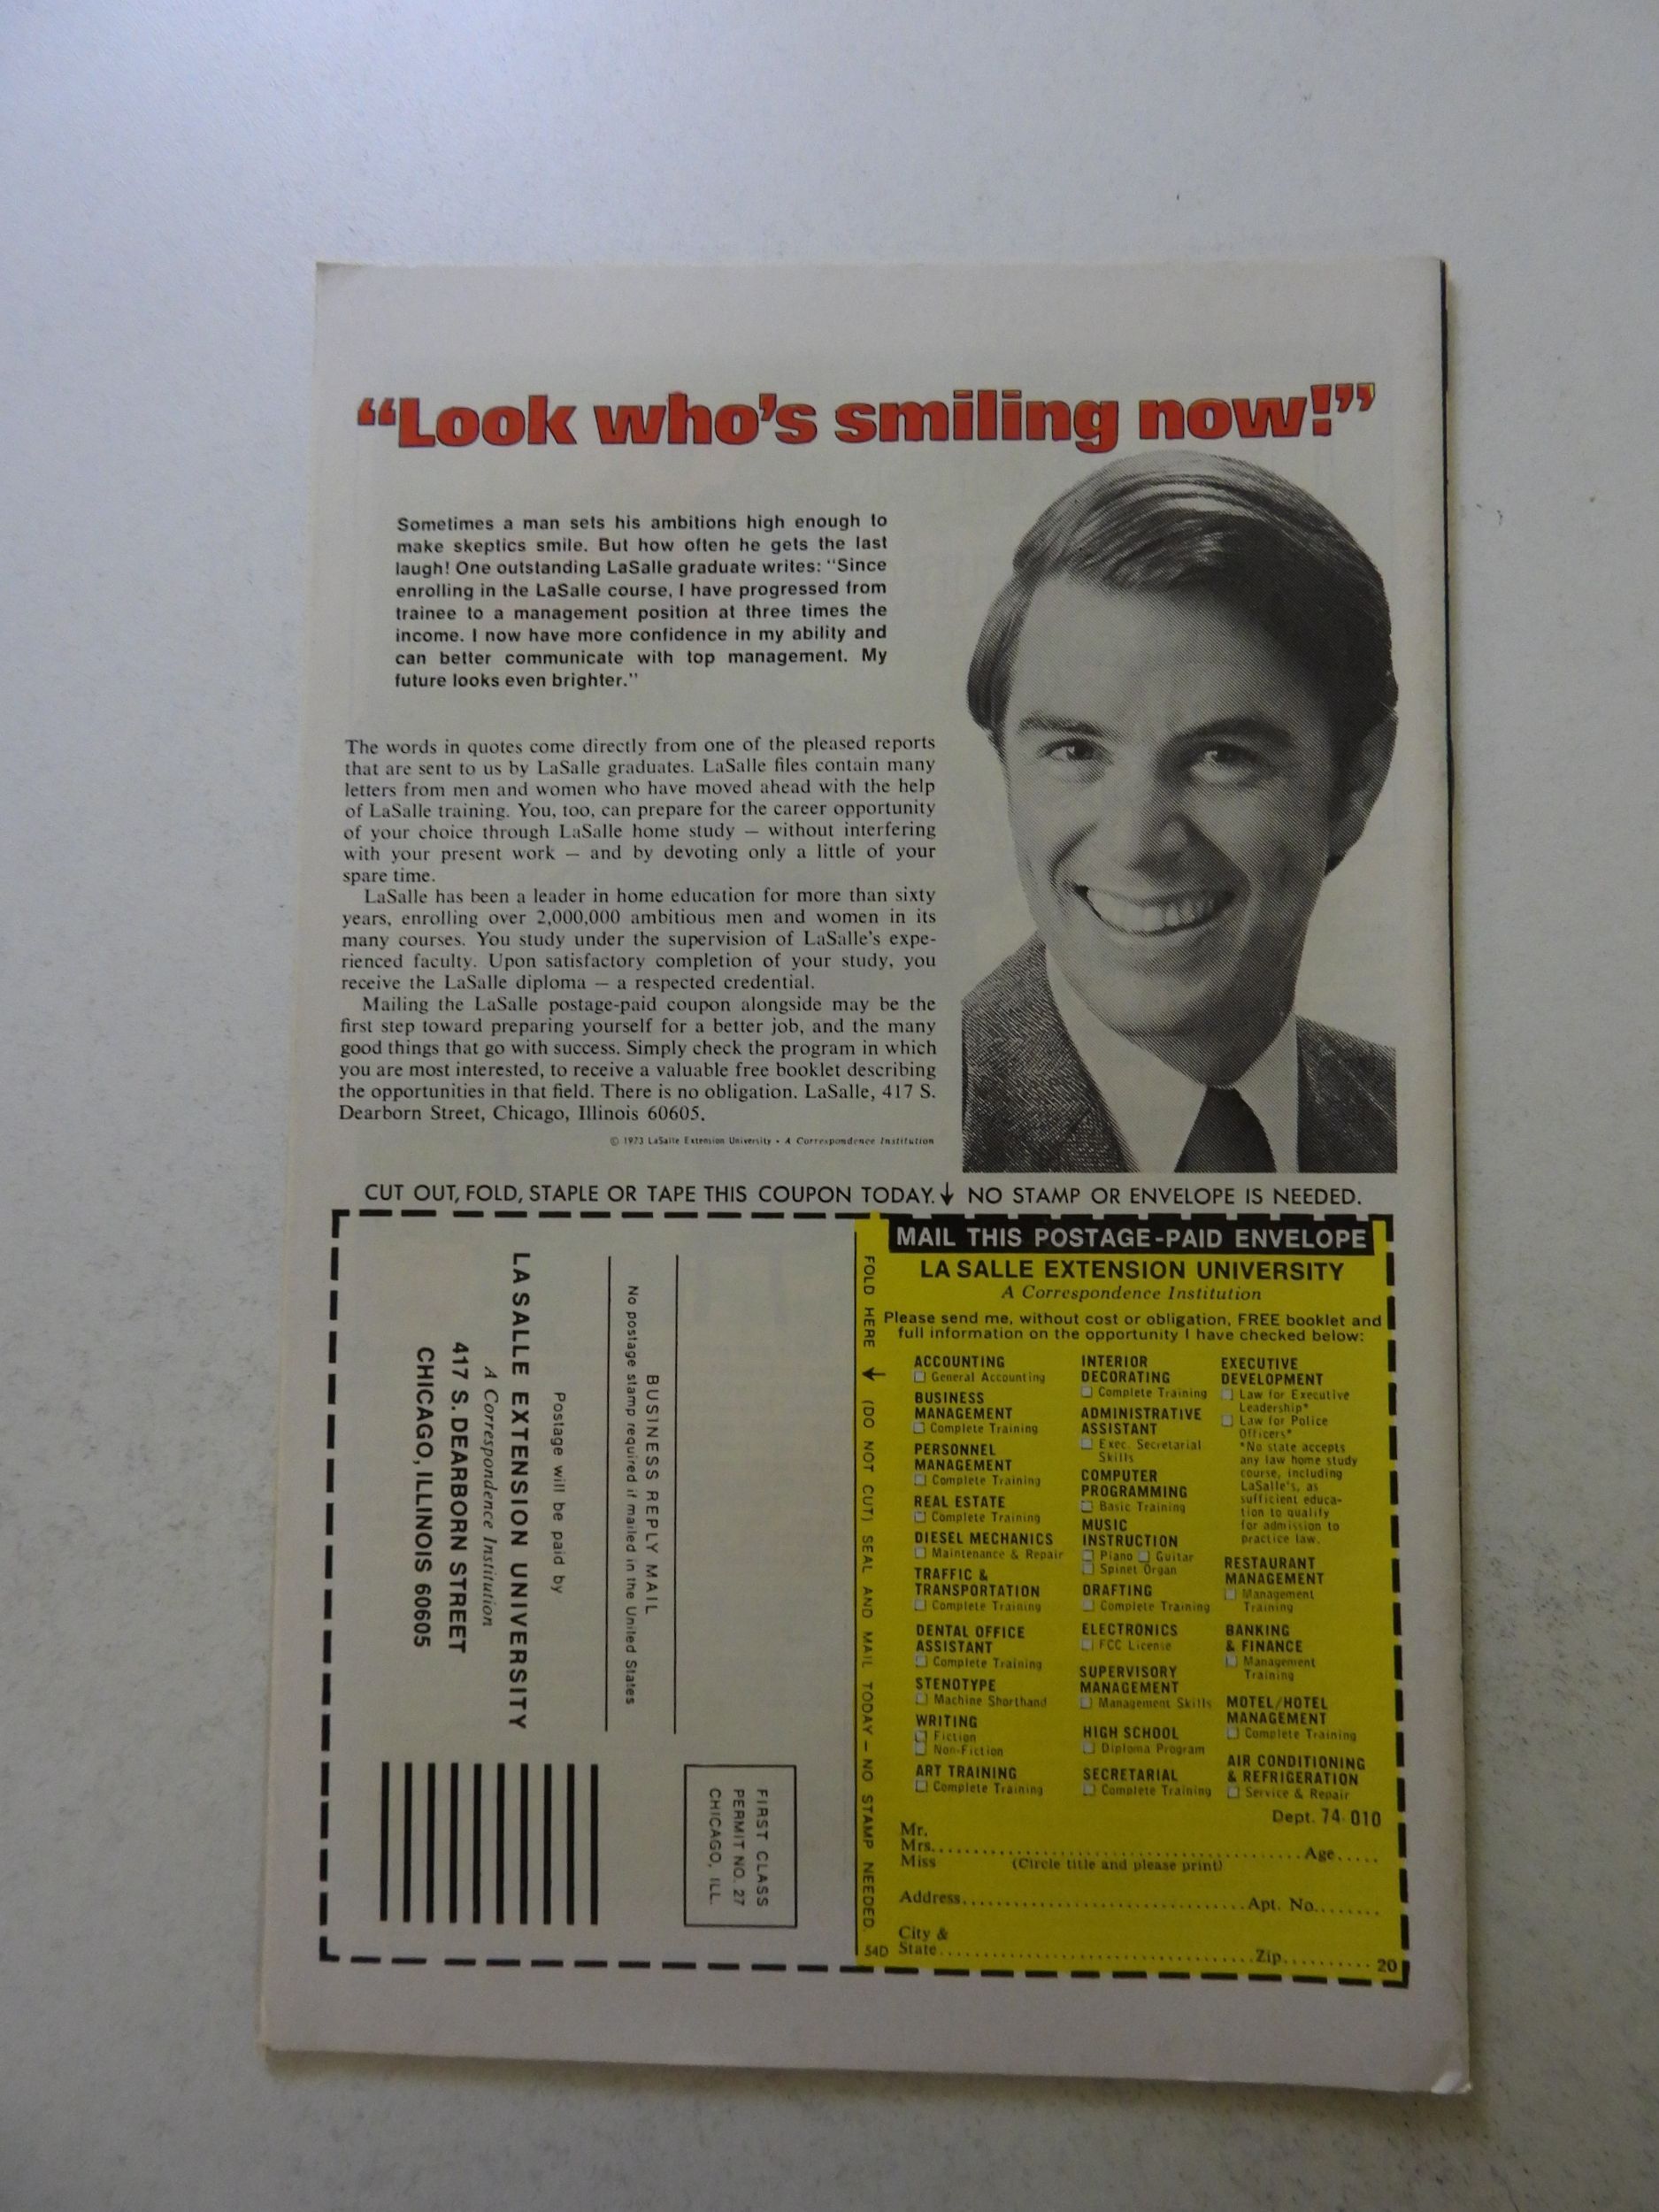 “Look who’s smiling now!”
Sometimes a man sets his ambitions high enough to
make skeptics smile. But how often he gets the last
laugh! One outstanding LaSalle graduate writes: “Since
enrolling in the LaSalle course, I have progressed from
trainee to a management position at three times the
income. I now have more confidence in my ability and
can better communicate with top management. My
future looks even brighter.”
The words in quotes come directly from one of the pleased reports
that are sent to us by LaSalle graduates. LaSalle files contain many
letters from men and women who have moved ahead with the help
of LaSalle training. You, too, can prepare for the career opportunity
of your choice through LaSalle home study — without interfering
with your present work — and by devoting only a little of your
spare time.
LaSalle has been a leader in home education for more than sixty
years, enrolling over 2,000,000 ambitious men and women in its
many courses. You study under the supervision of LaSalle’s expe-
rienced faculty. Upon satisfactory completion of your study, you
receive the LaSalle diploma — a respected credential.
Mailing the LaSalle postage-paid coupon alongside may be the
first step toward preparing yourself for a better job, and the many
good things that go with success. Simply check the program in which
you are most interested, to receive a valuable free booklet describing
the opportunities in that field. There is no obligation. LaSalle, 417 S.
Dearborn Street, Chicago, Illinois 60605.
© 1973 LaSalle Extension University • A Correspondence Institution
CUT OUT, FOLD, STAPLE OR TAPE THIS COUPON TODAY. ↓ NO STAMP OR ENVELOPE IS NEEDED.
FIRST CLASS
PERMIT NO. 27
CHICAGO, ILL.
BUSINESS REPLY MAIL
No postage stamp required if mailed in the United States
Postage will be paid by
LA SALLE EXTENSION UNIVERSITY
A Correspondence Institution
417 S. DEARBORN STREET
CHICAGO, ILLINOIS 60605
FOLD HERE ↓ (DO NOT CUT) SEAL AND MAIL TODAY — NO STAMP NEEDED.
54D
MAIL THIS POSTAGE-PAID ENVELOPE
LA SALLE EXTENSION UNIVERSITY
A Correspondence Institution
Please send me, without cost or obligation, FREE booklet and
full information on the opportunity I have checked below:
ACCOUNTING
☐ General Accounting
BUSINESS
MANAGEMENT
☐ Complete Training
PERSONNEL
MANAGEMENT
☐ Complete Training
REAL ESTATE
☐ Complete Training
DIESEL MECHANICS
☐ Maintenance & Repair
TRAFFIC &
TRANSPORTATION
☐ Complete Training
DENTAL OFFICE
ASSISTANT
☐ Complete Training
STENOTYPE
☐ Machine Shorthand
WRITING
☐ Fiction
☐ Non-Fiction
ART TRAINING
☐ Complete Training
INTERIOR
DECORATING
☐ Complete Training
ADMINISTRATIVE
ASSISTANT
☐ Exec. Secretarial
Skills
COMPUTER
PROGRAMMING
☐ Basic Training
MUSIC
INSTRUCTION
☐ Piano ☐ Guitar
☐ Spinet Organ
DRAFTING
☐ Complete Training
ELECTRONICS
☐ FCC License
SUPERVISORY
MANAGEMENT
☐ Management Skills
HIGH SCHOOL
☐ Diploma Program
SECRETARIAL
☐ Complete Training
EXECUTIVE
DEVELOPMENT
☐ Law for Executive
Leadership*
☐ Law for Police
Officers*
*No state accepts
any law home study
course, including
LaSalle's, as
sufficient educa-
tion to qualify
for admission to
practice law.
RESTAURANT
MANAGEMENT
☐ Management
Training
BANKING
& FINANCE
☐ Management
Training
MOTEL/HOTEL
MANAGEMENT
☐ Complete Training
AIR CONDITIONING
& REFRIGERATION
☐ Service & Repair
Dept. 74-010
Mr.
Mrs. Age
Miss (Circle title and please print)
Address Apt. No.
City &
State Zip 20